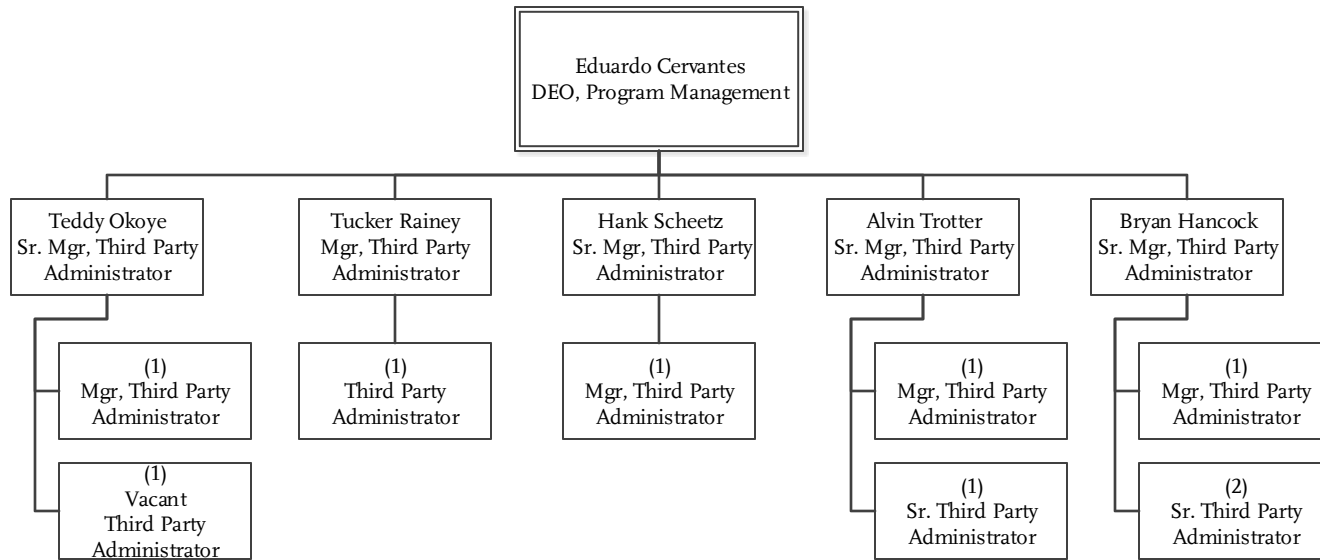 Eduardo Cervantes
DEO, Program Management
Teddy Okoye
Sr. Mgr, Third Party
Administrator
Tucker Rainey
Mgr, Third Party
Administrator
Hank Scheetz
Sr. Mgr, Third Party
Administrator
Alvin Trotter
Sr. Mgr, Third Party
Administrator
Bryan Hancock
Sr. Mgr, Third Party
Administrator
(1)
Mgr, Third Party
Administrator
(1)
Third Party
Administrator
(1)
Mgr, Third Party
Administrator
(1)
Mgr, Third Party
Administrator
(1)
Mgr, Third Party
Administrator
(1)
Vacant
Third Party
Administrator
(1)
Sr. Third Party
Administrator
(2)
Sr. Third Party
Administrator